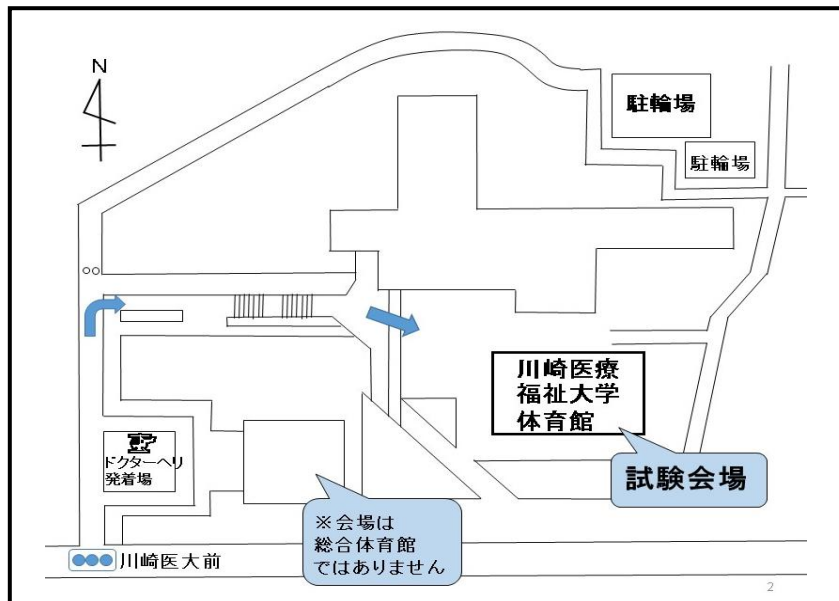 N
駐輪場
駐輪場
川崎医療
福祉大学
体育館
試験会場
ドクターヘリ
発着場
※会場は
総合体育館
ではありません
川崎医大前
2